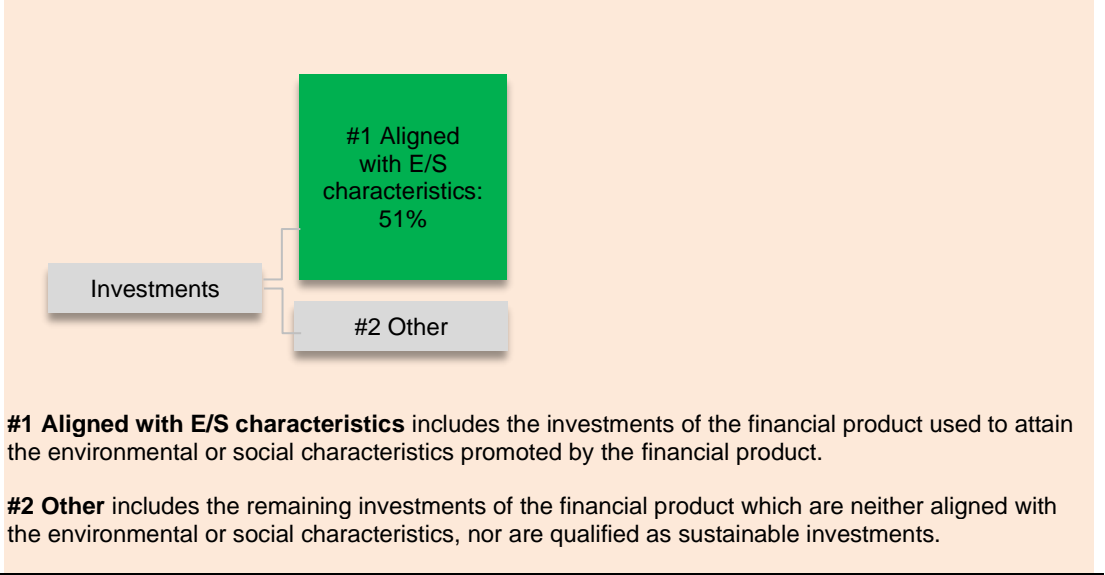 #1 Aligned
with E/S
characteristics:
51%
Investments
#2 Other
#1 Aligned with E/S characteristics includes the investments of the financial product used to attain
the environmental or social characteristics promoted by the financial product.
#2 Other includes the remaining investments of the financial product which are neither aligned with
the environmental or social characteristics, nor are qualified as sustainable investments.